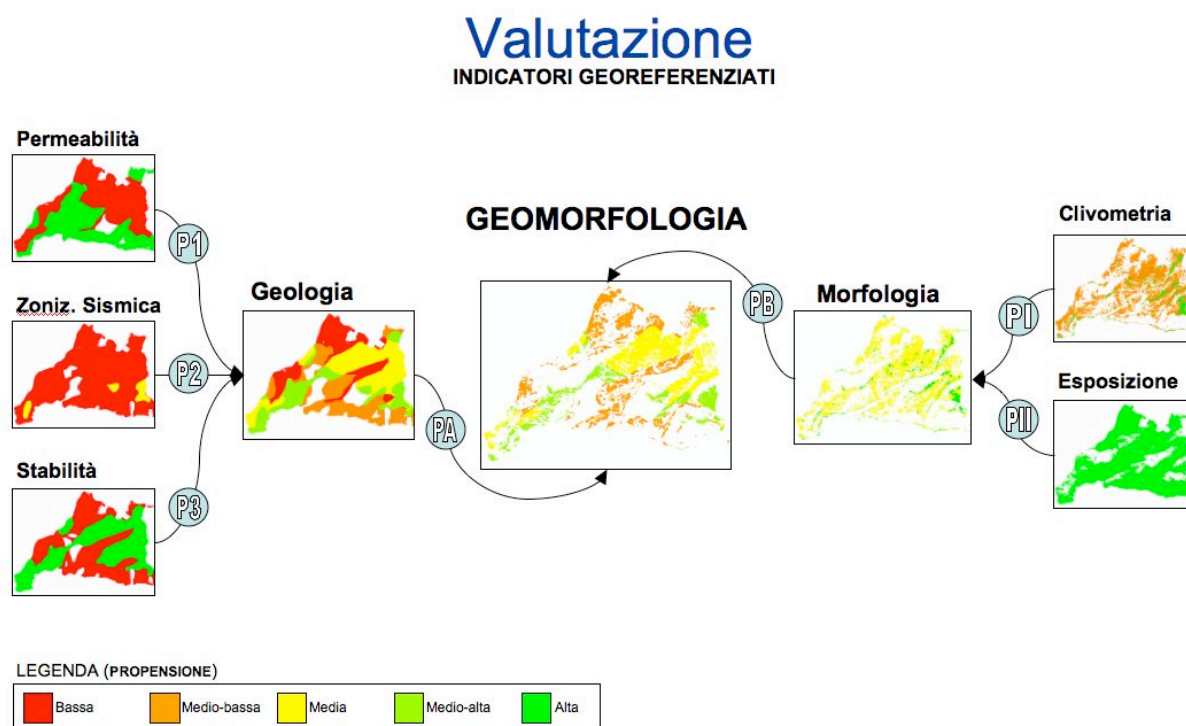 Valutazione
INDICATORI GEOREFERENZIATI
Permeabilità
P1
Zoniz. Sismica
P2
Stabilità
P3
Geologia
PA
GEOMORFOLOGIA
PB
Morfologia
Clivometria
PI
Esposizione
PII
LEGENDA (PROPENSIONE)
Bassa Medio-bassa Media Medio-alta Alta